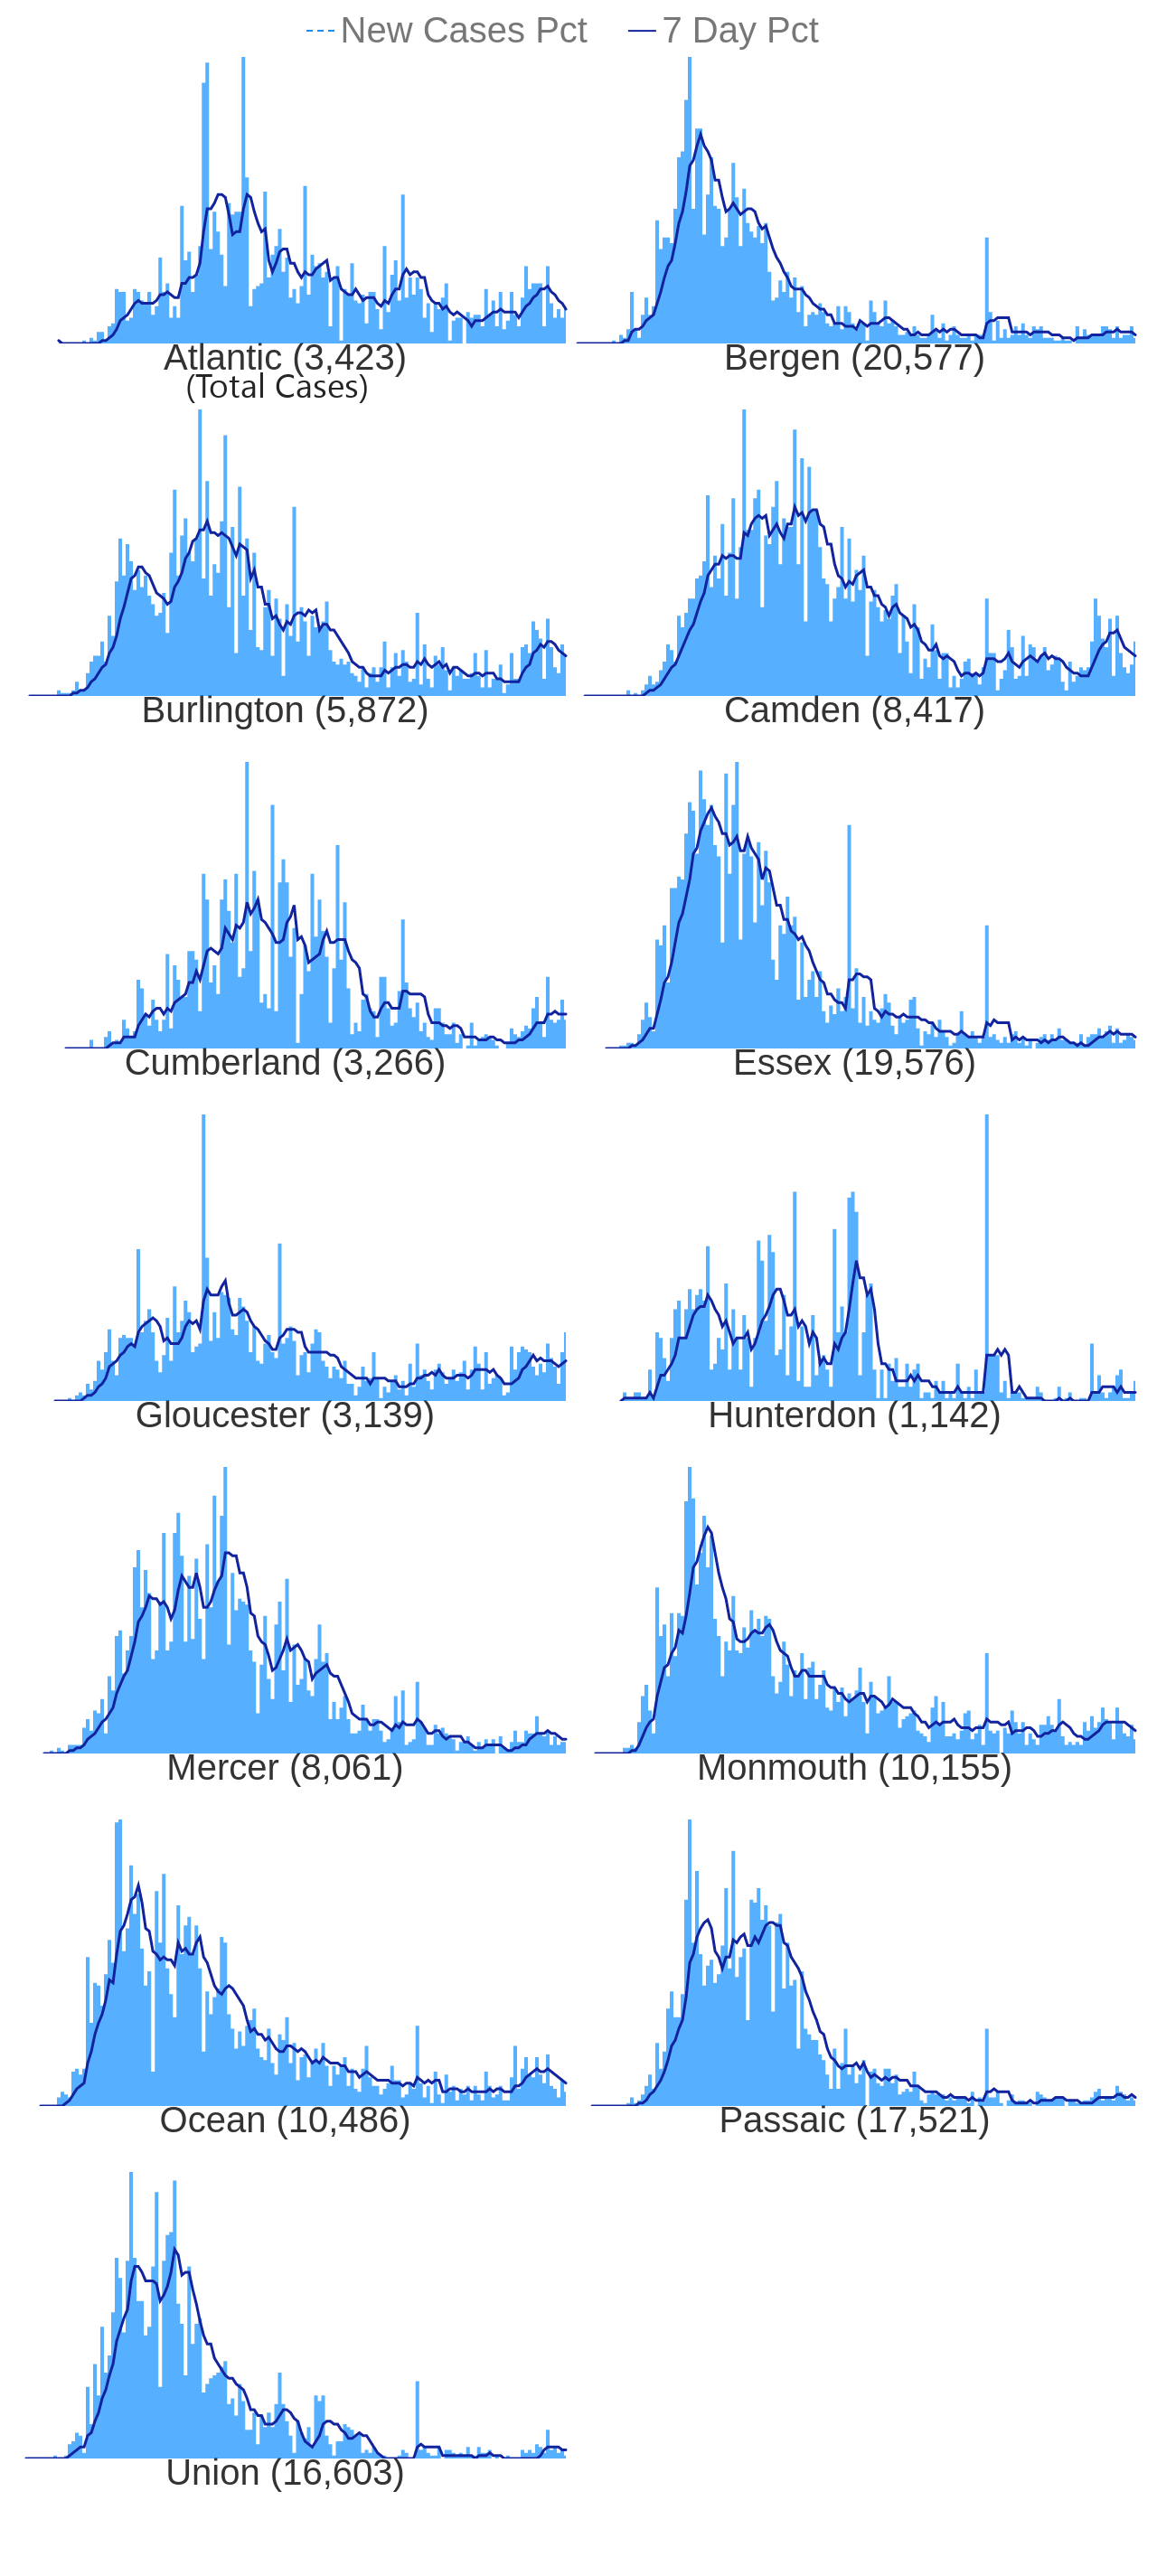 New Cases Pct 7 Day Pct
Atlantic (3,423) Bergen (20,577)
(Total Cases)
Burlington (5,872) Camden (8,417)
Cumberland (3,266) Essex (19,576)
Gloucester (3,139) Hunterdon (1,142)
Mercer (8,061) Monmouth (10,155)
Ocean (10,486) Passaic (17,521)
Union (16,603)